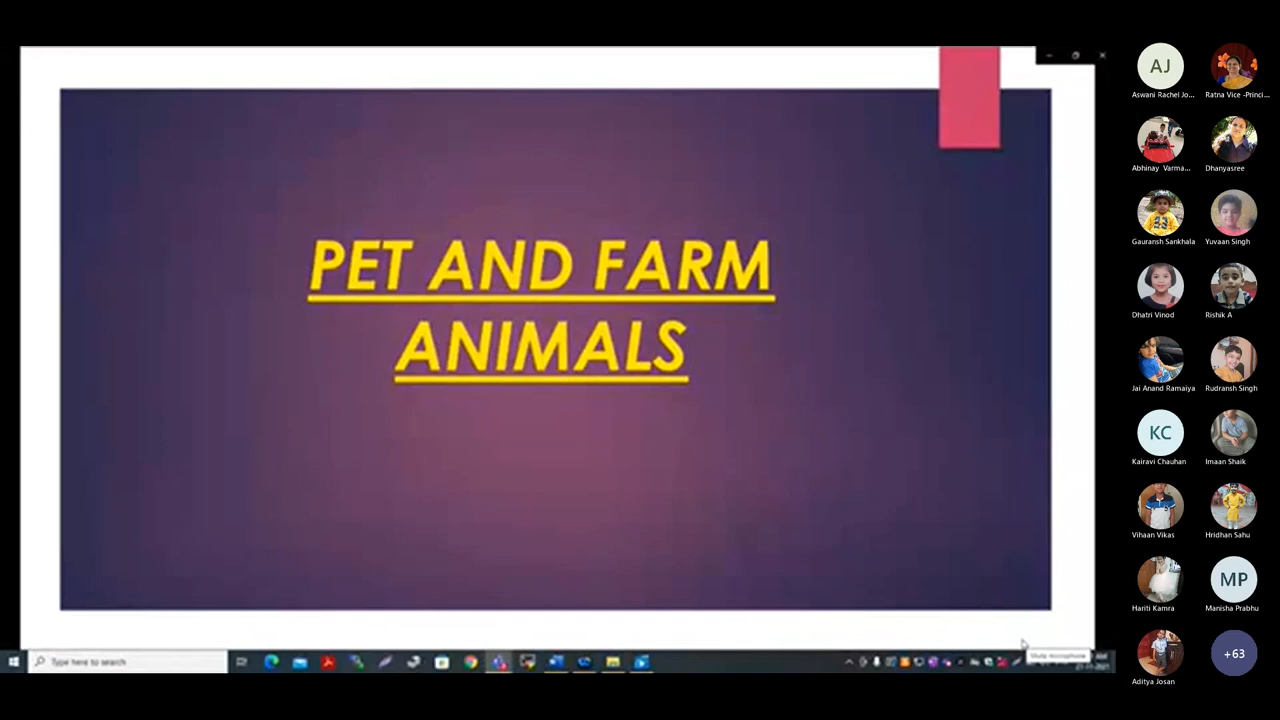 PET AND FARM
ANIMALS
AJ
Aswani Rachel Jo...
Ratna Vice -Princi...
Abhinay Varma...
Dhanyasree
Gauransh Sankhala
Yuvaan Singh
Dhatri Vinod
Rishik A
Jai Anand Ramaiya
Rudransh Singh
KC
Kairavi Chauhan
Imaan Shaik
Vihaan Vikas
Hridhan Sahu
Hariti Kamra
MP
Manisha Prabhu
Aditya Josan
+63
Type here to search
Mute microphone